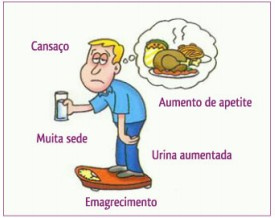 Cansaço
Aumento de apetite
Muita sede
Urina aumentada
Emagrecimento